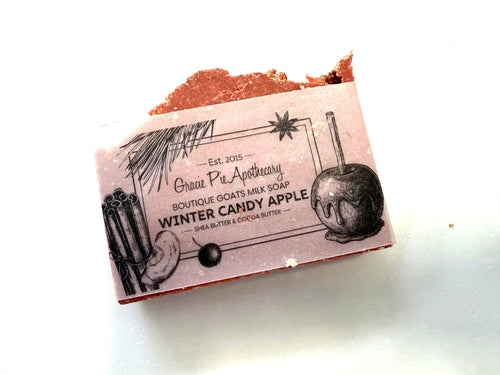 Est. 2015
Gracie Pie Apothecary
BOUTIQUE GOATS MILK SOAP
WINTER CANDY APPLE
SHEA BUTTER & COCOA BUTTER